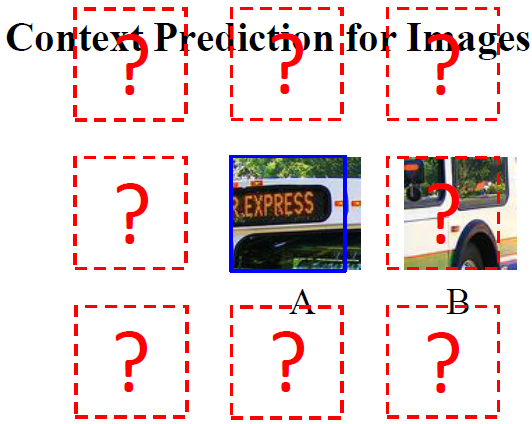 Context Prediction for Images
? ? ?
? R.EXPRESS ?
A B
? ? ?